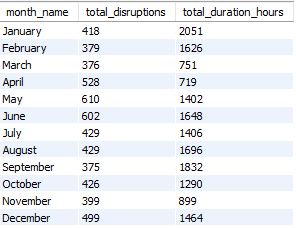 month_name total_disruptions total_duration_hours
January 418 2051
February 379 1626
March 376 751
April 528 719
May 610 1402
June 602 1648
July 429 1406
August 429 1696
September 375 1832
October 426 1290
November 399 899
December 499 1464